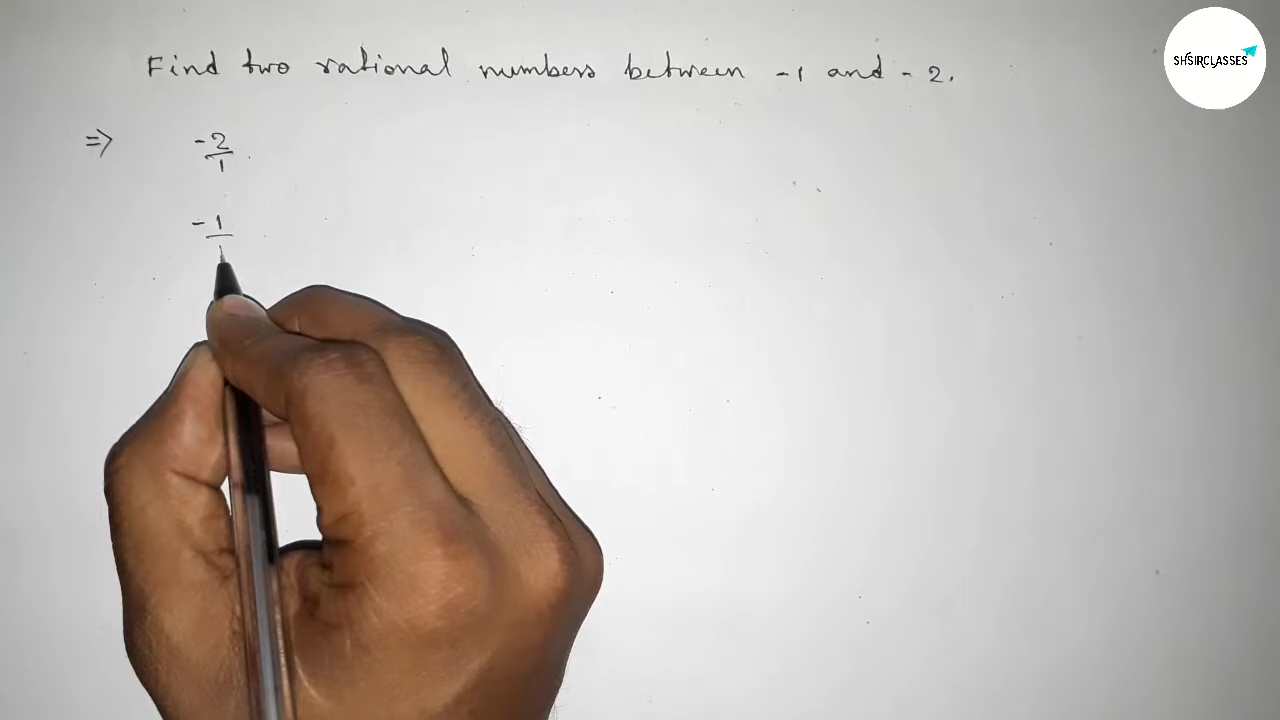 Find two rational numbers between -1 and -2.
SHSIRCLASSES
=> -2/1.
-1/1